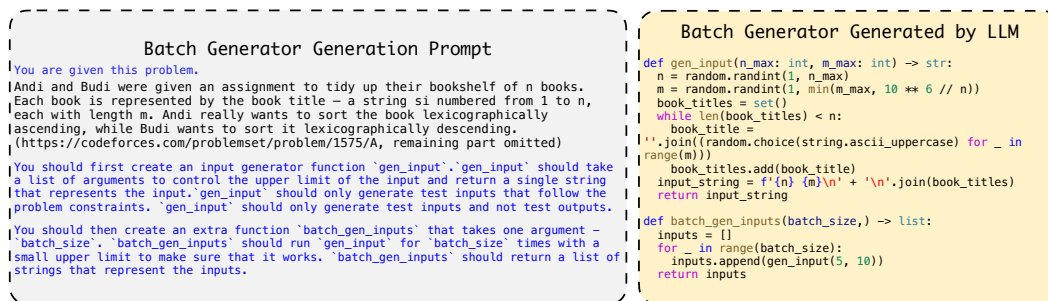 Batch Generator Generation Prompt
You are given this problem.
Andi and Budi were given an assignment to tidy up their bookshelf of n books.
Each book is represented by the book title — a string si numbered from 1 to n,
each with length m. Andi really wants to sort the book lexicographically
ascending, while Budi wants to sort it lexicographically descending.
(https://codeforces.com/problemset/problem/1575/A, remaining part omitted)
You should first create an input generator function `gen_input`.`gen_input` should take
a list of arguments to control the upper limit of the input and return a single string
that represents the input.`gen_input` should only generate test inputs that follow the
problem constraints. `gen_input` should only generate test inputs and not test outputs.
You should then create an extra function `batch_gen_inputs` that takes one argument –
`batch_size`. `batch_gen_inputs` should run `gen_input` for `batch_size` times with a
small upper limit to make sure that it works. `batch_gen_inputs` should return a list of
strings that represent the inputs.
Batch Generator Generated by LLM
def gen_input(n_max: int, m_max: int) -> str:
  n = random.randint(1, n_max)
  m = random.randint(1, min(m_max, 10 ** 6 // n))
  book_titles = set()
  while len(book_titles) < n:
    book_title =
''.join((random.choice(string.ascii_uppercase) for _ in
range(m)))
    book_titles.add(book_title)
  input_string = f'{n} {m}\n' + '\n'.join(book_titles)
  return input_string
def batch_gen_inputs(batch_size,) -> list:
  inputs = []
  for _ in range(batch_size):
    inputs.append(gen_input(5, 10))
  return inputs